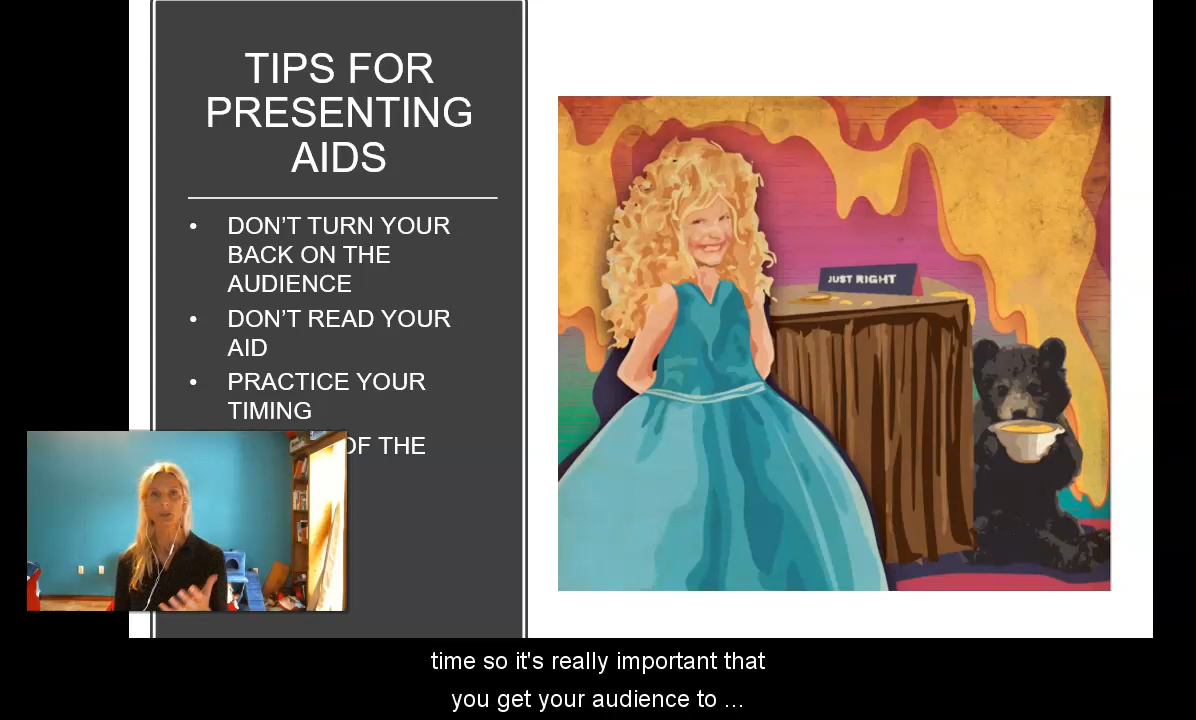 TIPS FOR
PRESENTING
AIDS
• DON'T TURN YOUR
BACK ON THE
AUDIENCE
• DON'T READ YOUR
AID
• PRACTICE YOUR
TIMING
OF THE
JUST RIGHT
time so it's really important that
you get your audience to ...